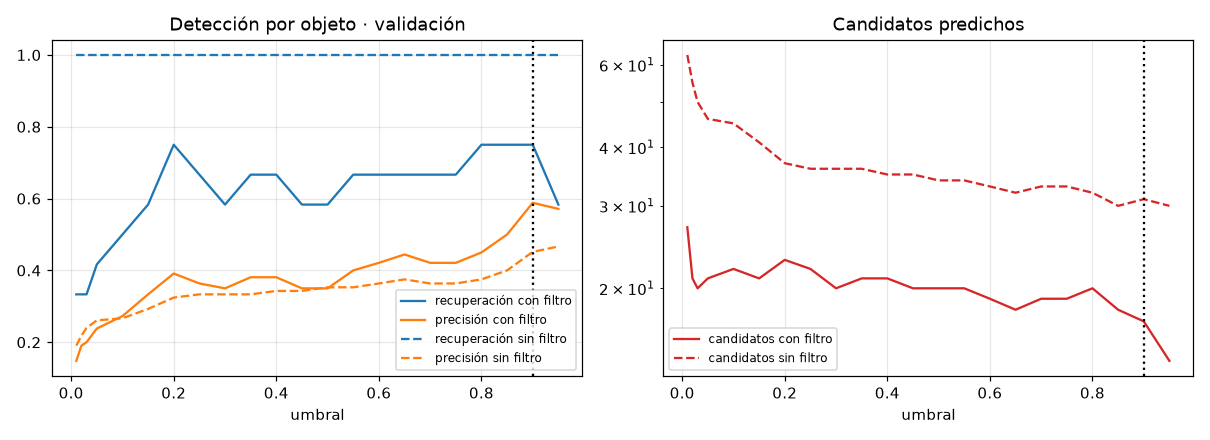 Detección por objeto · validación
1.0
0.8
0.6
0.4
0.2
0.0
0.2
0.4
0.6
0.8
umbral
recuperación con filtro
precisión con filtro
recuperación sin filtro
precisión sin filtro
Candidatos predichos
6 × 10¹
4 × 10¹
3 × 10¹
2 × 10¹
0.0
0.2
0.4
0.6
0.8
umbral
candidatos con filtro
candidatos sin filtro